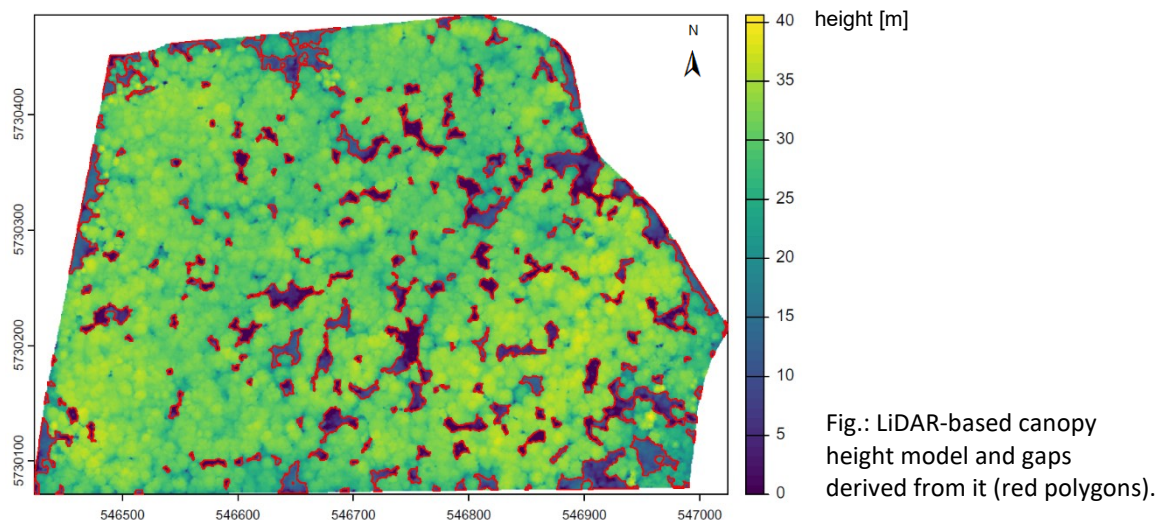 height [m]
N
40
35
30
25
20
15
10
5
0
5730400
5730300
5730200
5730100
546500 546600 546700 546800 546900 547000
Fig.: LiDAR-based canopy
height model and gaps
derived from it (red polygons).